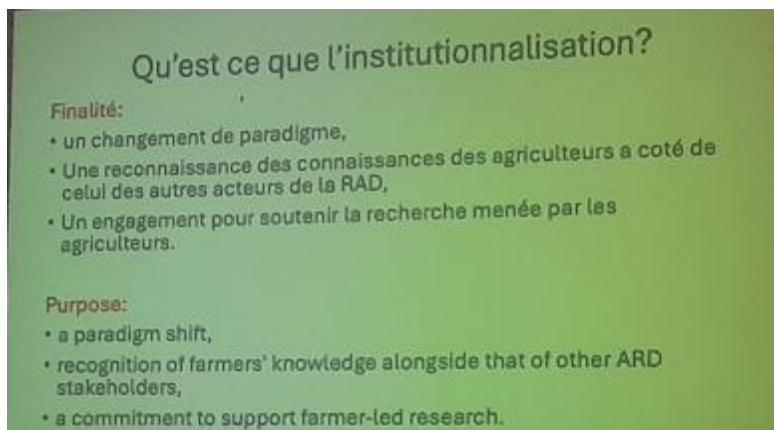 Qu'est ce que l'institutionnalisation?
Finalité:
• un changement de paradigme,
• Une reconnaissance des connaissances des agriculteurs a coté de
celui des autres acteurs de la RAD,
• Un engagement pour soutenir la recherche menée par les
agriculteurs.
Purpose:
• a paradigm shift,
• recognition of farmers' knowledge alongside that of other ARD
stakeholders,
• a commitment to support farmer-led research.